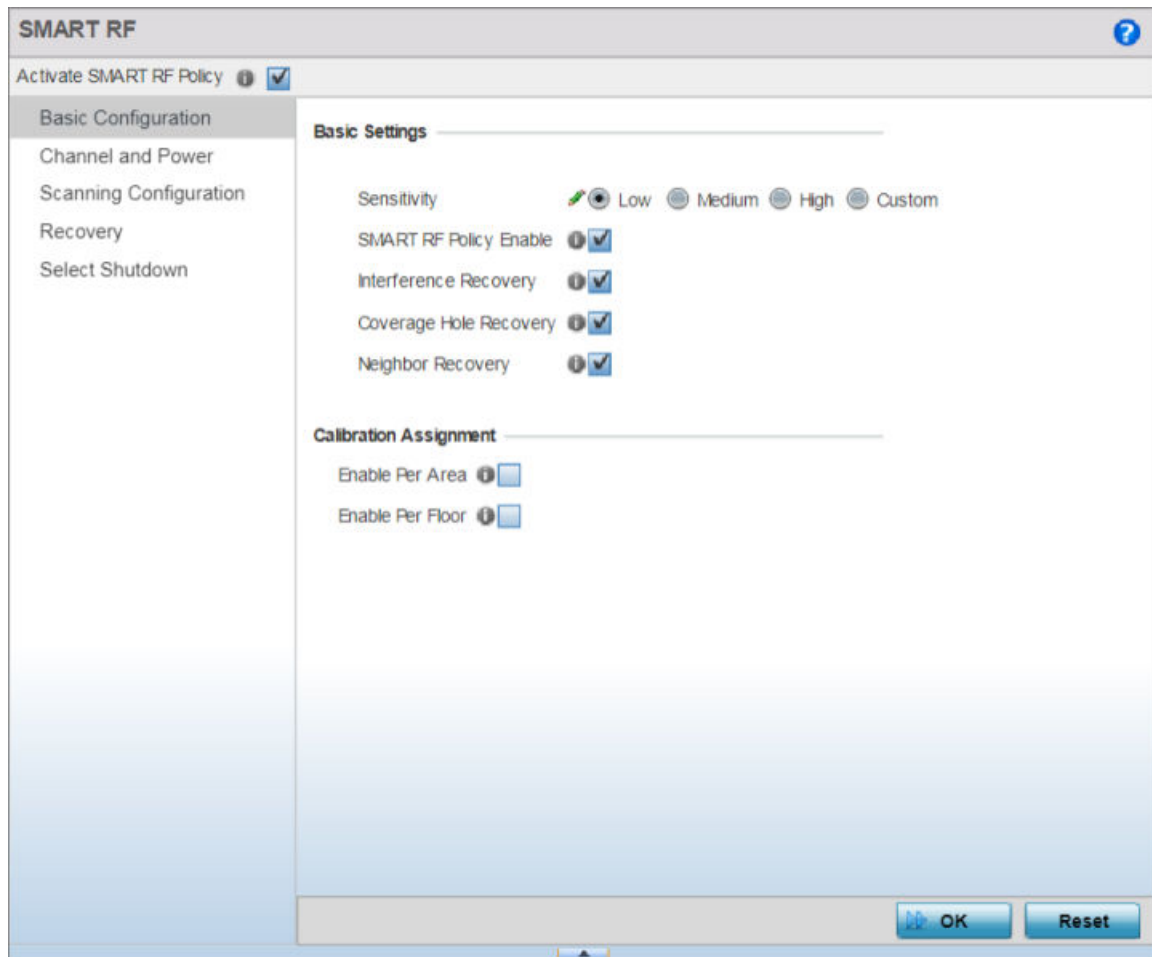 SMART RF
Activate SMART RF Policy
Basic Configuration
Channel and Power
Scanning Configuration
Recovery
Select Shutdown
Basic Settings
Sensitivity Low Medium High Custom
SMART RF Policy Enable
Interference Recovery
Coverage Hole Recovery
Neighbor Recovery
Calibration Assignment
Enable Per Area
Enable Per Floor
OK Reset